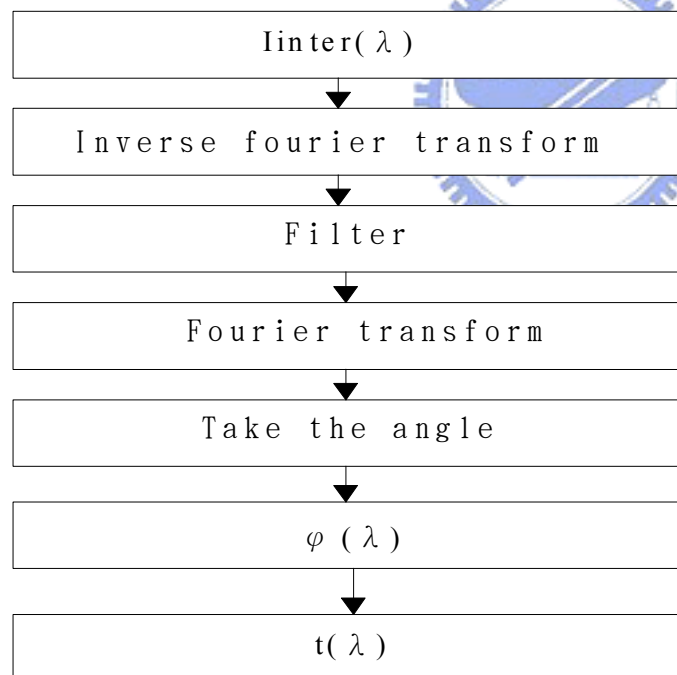 Iinter(λ)
Inverse fourier transform
Filter
Fourier transform
Take the angle
φ (λ)
t(λ)